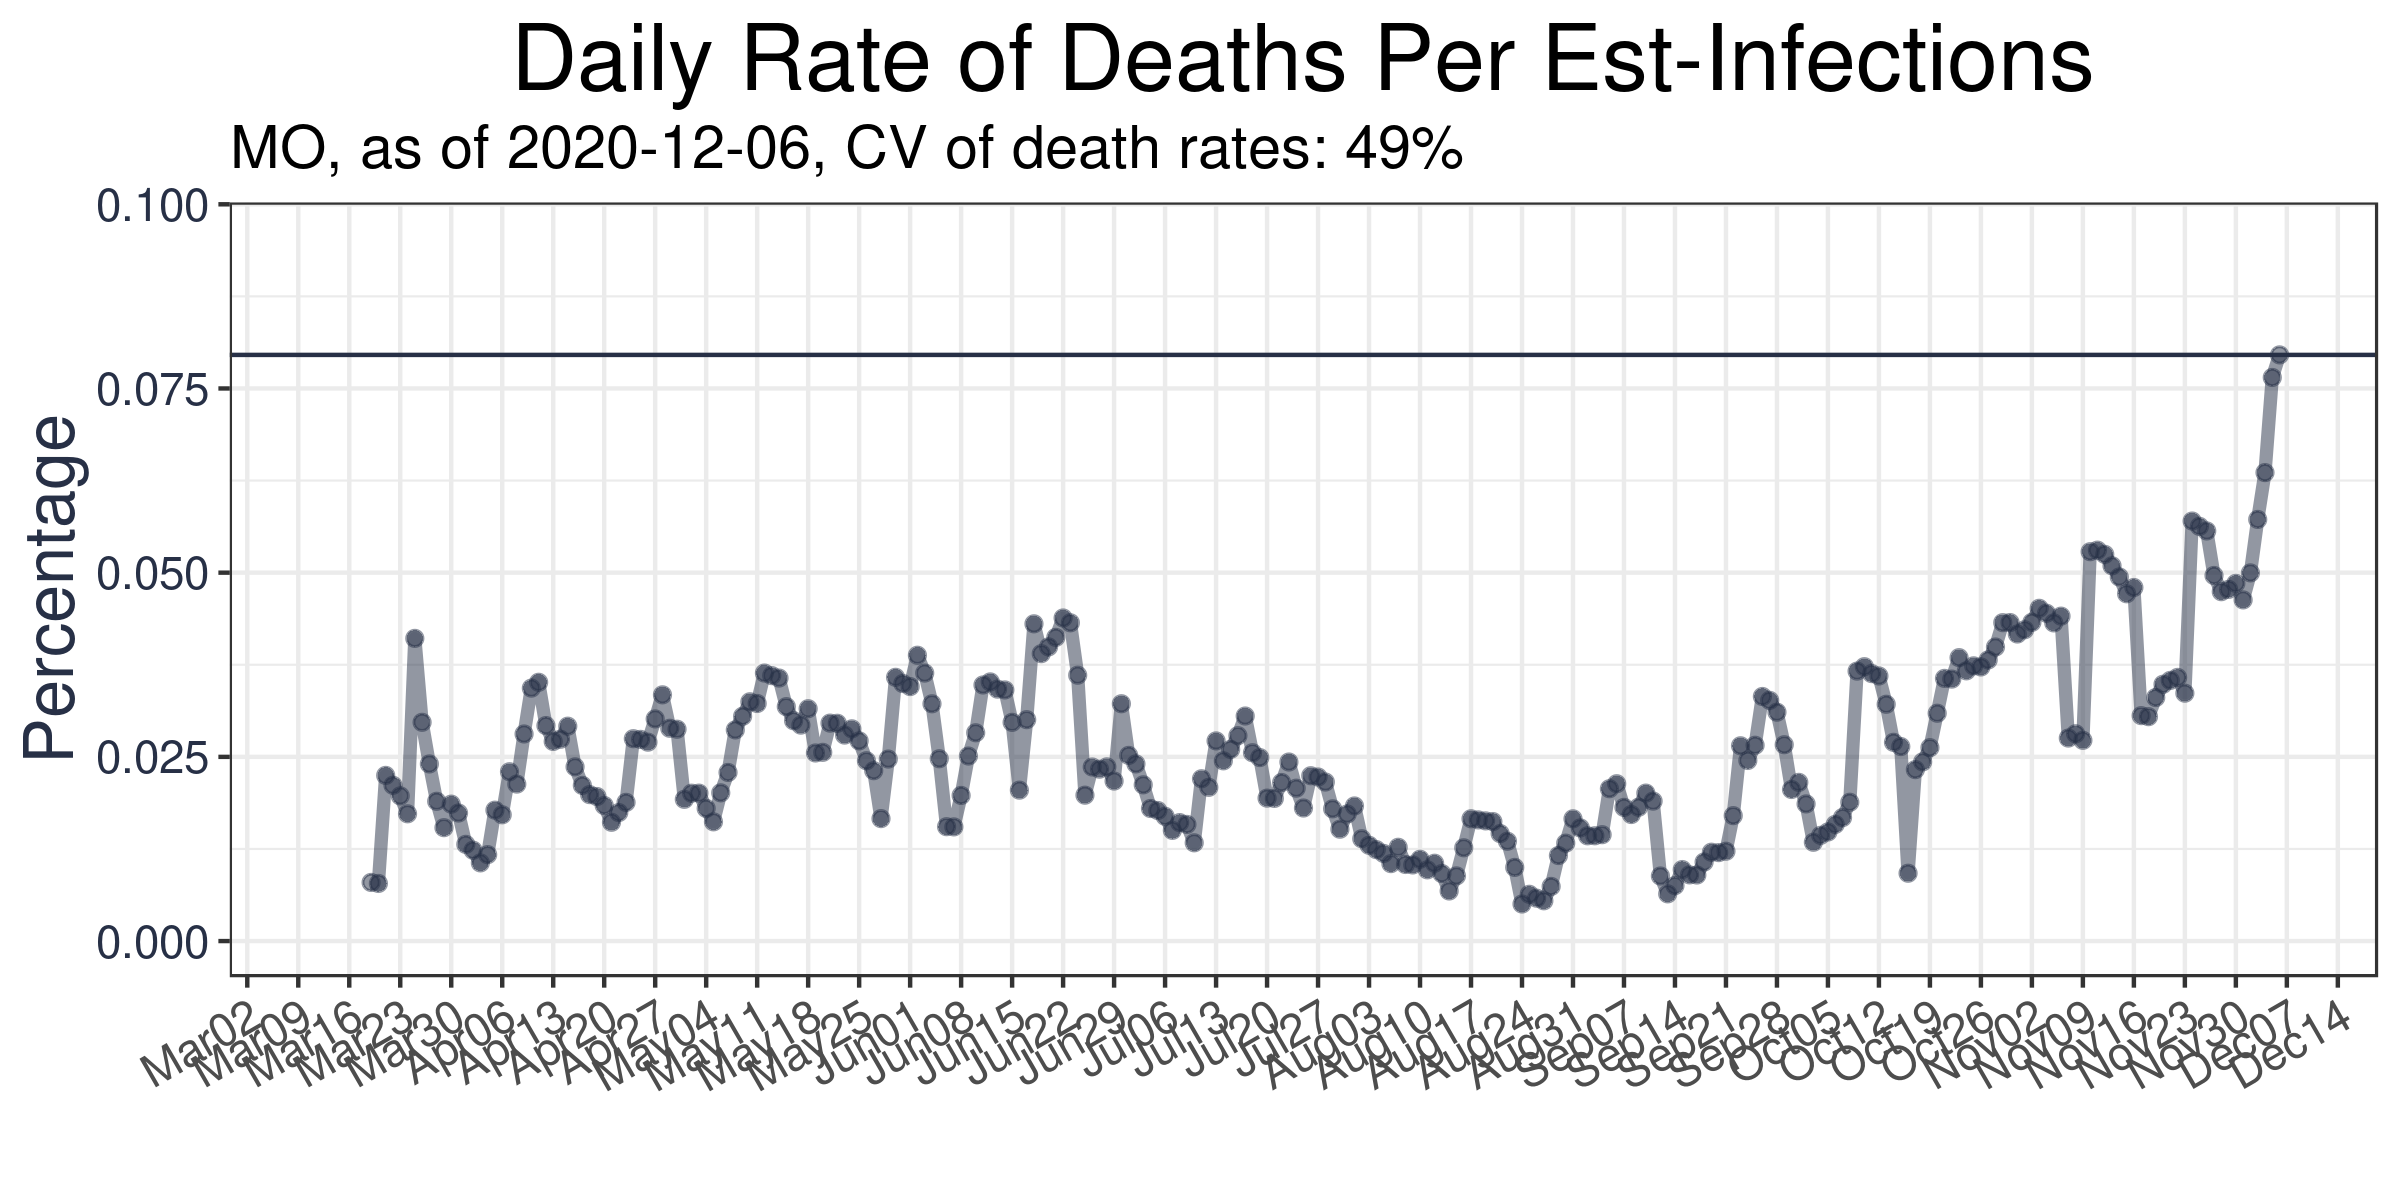 Daily Rate of Deaths Per Est-Infections
MO, as of 2020-12-06, CV of death rates: 49%
Percentage
0.100
0.075
0.050
0.025
0.000
Mar02
Mar09
Mar16
Mar23
Mar30
Apr06
Apr13
Apr20
Apr27
May04
May11
May18
May25
Jun01
Jun08
Jun15
Jun22
Jun29
Jul06
Jul13
Jul20
Jul27
Aug03
Aug10
Aug17
Aug24
Aug31
Sep07
Sep14
Sep21
Sep28
Oct05
Oct12
Oct19
Oct26
Nov02
Nov09
Nov16
Nov23
Nov30
Dec07
Dec14